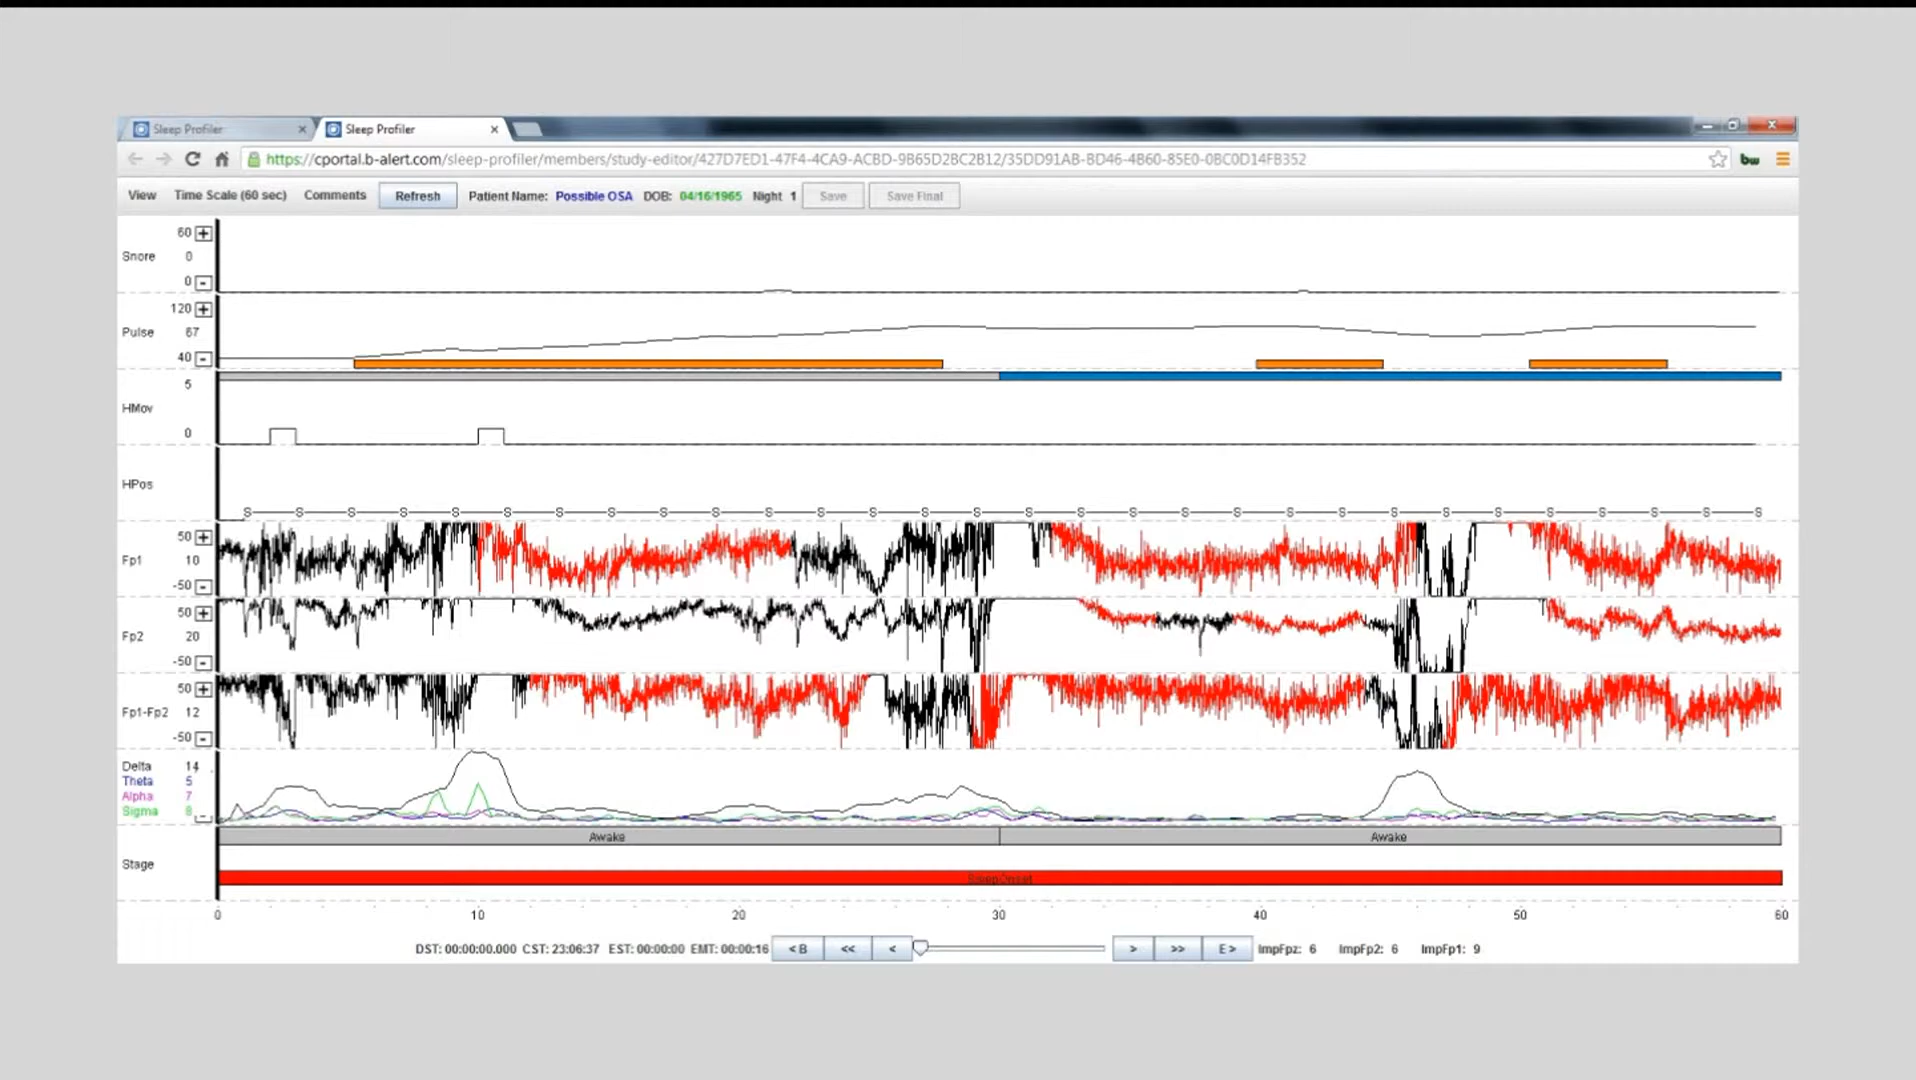 Sleep Profiler
Sleep Profiler
https://cportal.b-alert.com/sleep-profiler/members/study-editor/427D7ED1-47F4-4CA9-ACBD-9B65D2BC2B12/35DD91AB-BD46-4B60-85E0-0BC0D14FB352
bw
View Time Scale (60 sec) Comments Refresh Patient Name: Possible OSA DOB: 04/16/1965 Night 1 Save Save Final
60 +
Snore 0
0 -
120 +
Pulse 67
40 -
5
HMov
0
HPos
S S S S S S S S S S S S S S S S S S S S S S S S S S S S S S
50 +
Fp1 10
-50 -
50 +
Fp2 20
-50 -
50 +
Fp1-Fp2 12
-50 -
Delta 14
Theta 5
Alpha 7
Sigma 8 -
Awake Awake
Stage
SleepOnset
0 10 20 30 40 50 60
DST: 00:00:00.000 CST: 23:06:37 EST: 00:00:00 EMT: 00:00:16 < B << < > >> E > ImpFpz: 6 ImpFp2: 6 ImpFp1: 9